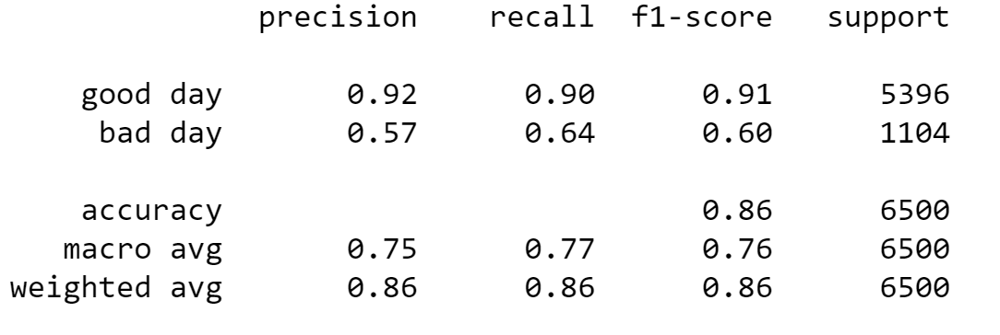 precision recall f1-score support
good day 0.92 0.90 0.91 5396
bad day 0.57 0.64 0.60 1104
accuracy 0.86 6500
macro avg 0.75 0.77 0.76 6500
weighted avg 0.86 0.86 0.86 6500